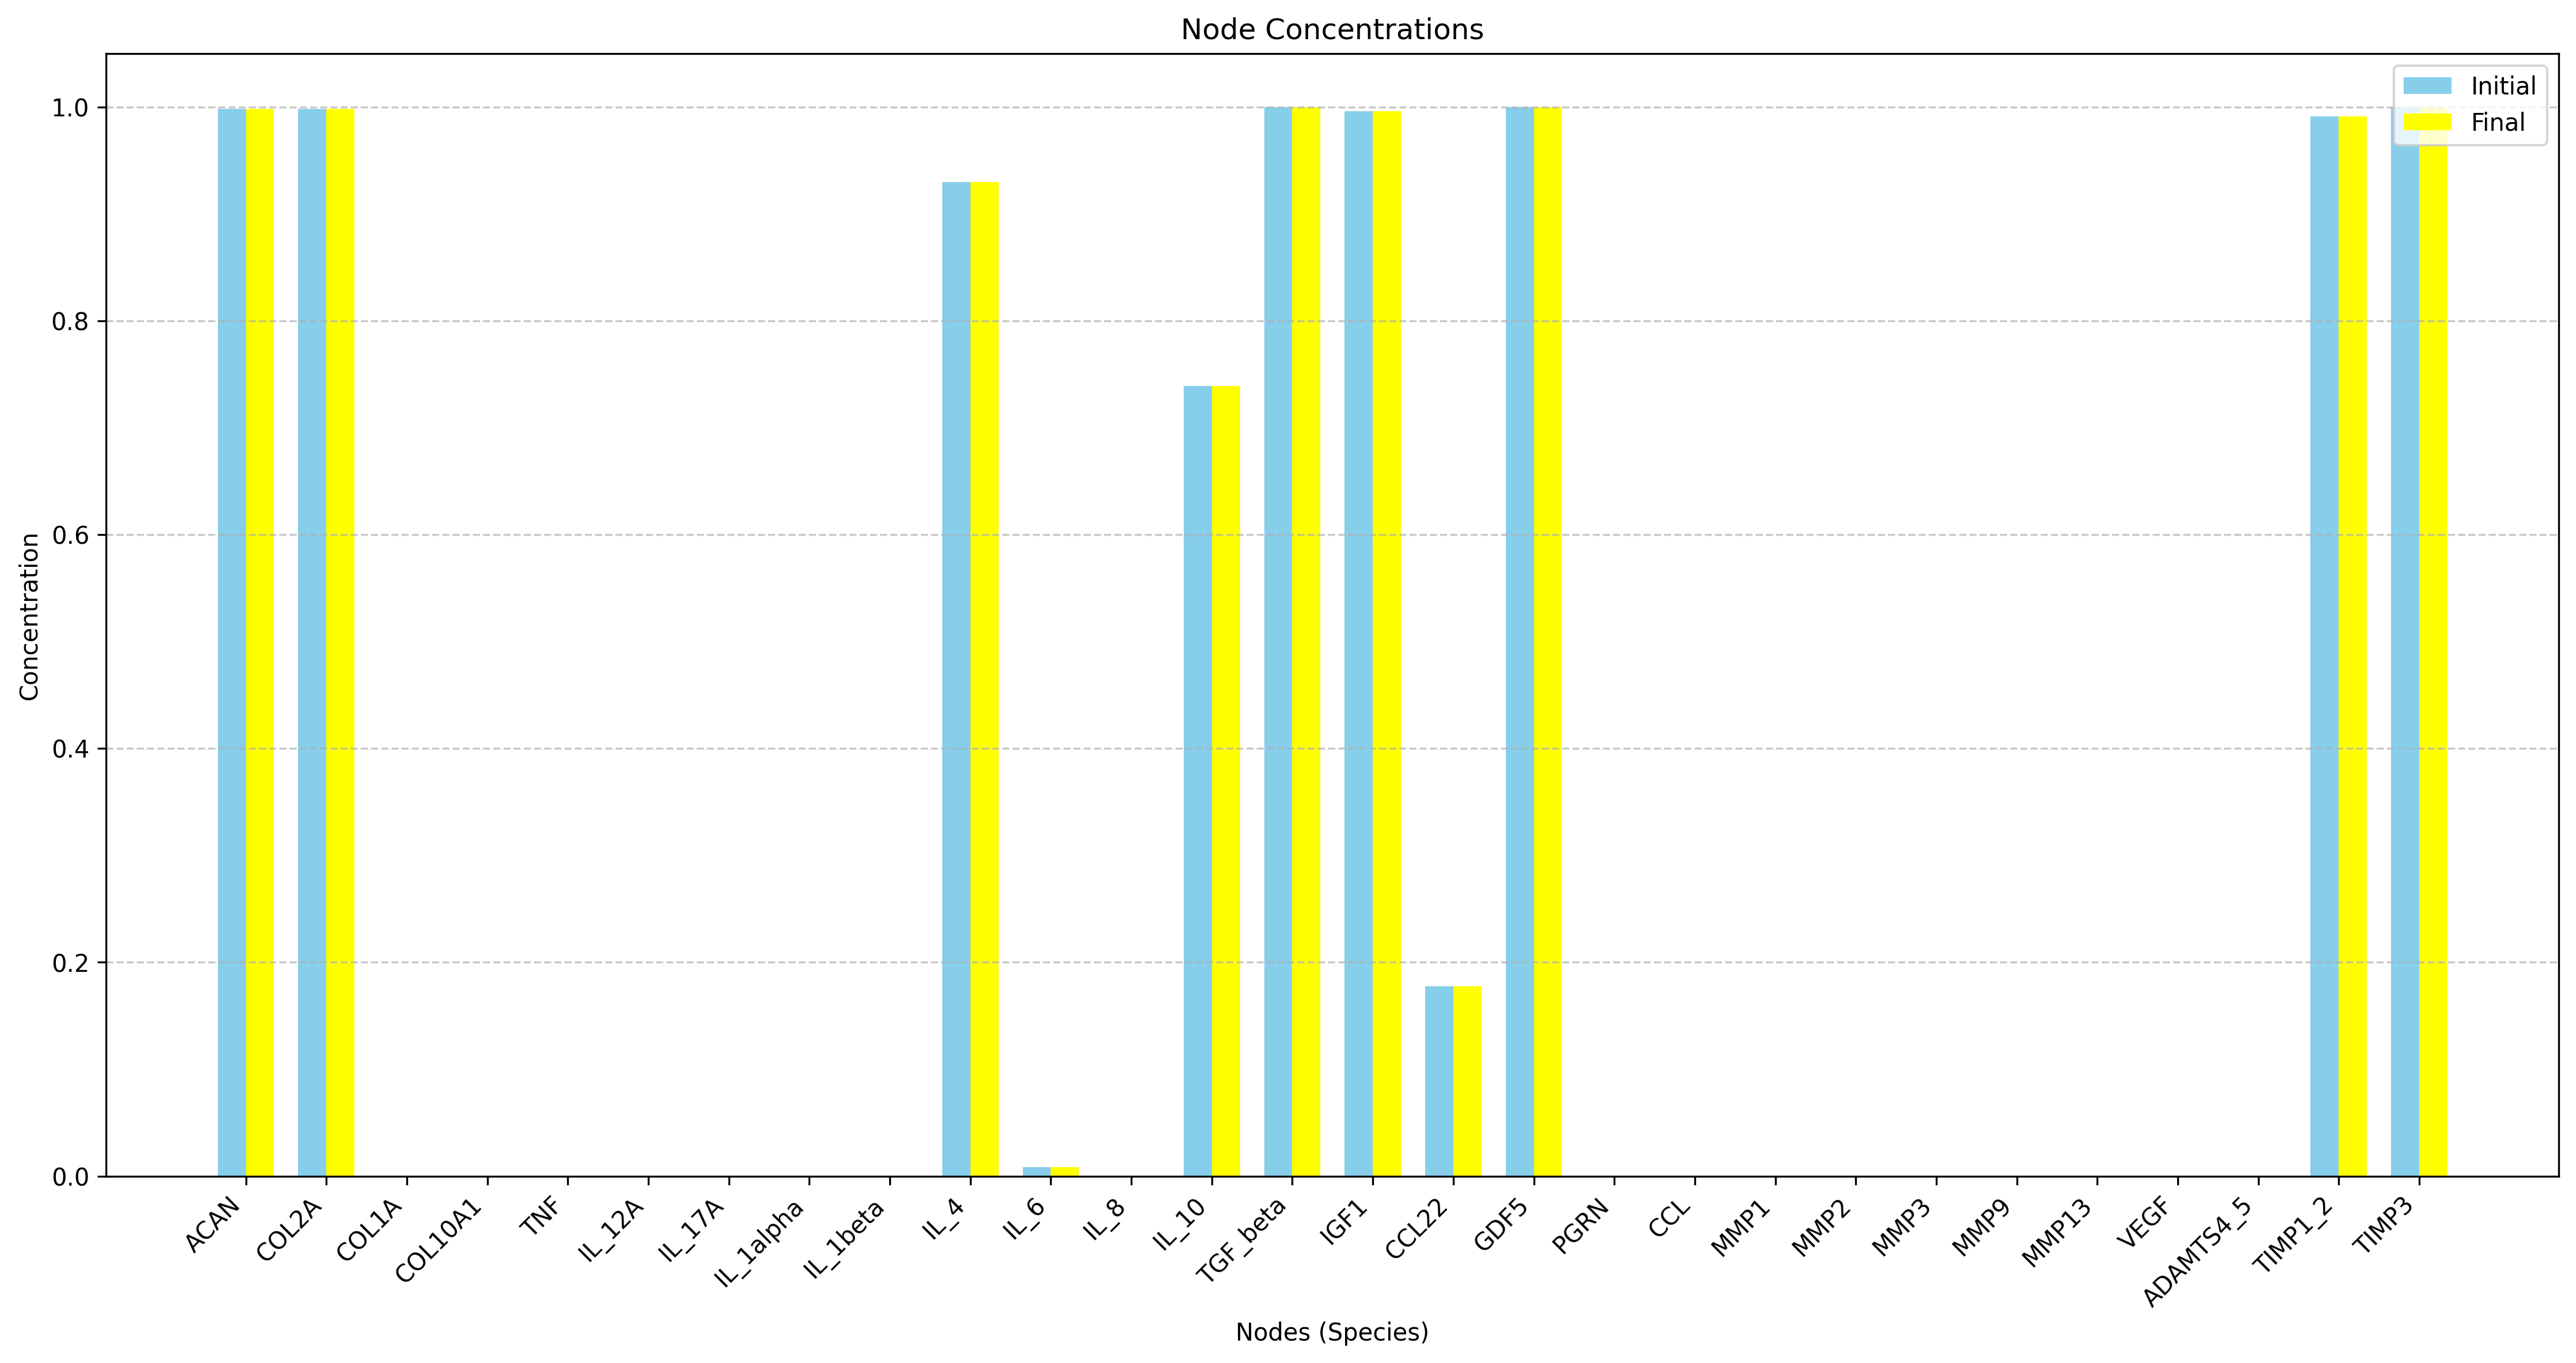 Node Concentrations
Initial
Final
Concentration
1.0
0.8
0.6
0.4
0.2
0.0
ACAN
COL2A
COL1A
COL10A1
TNF
IL_12A
IL_17A
IL_1alpha
IL_1beta
IL_4
IL_6
IL_8
IL_10
TGF_beta
IGF1
CCL22
GDF5
PGRN
CCL
MMP1
MMP2
MMP3
MMP9
MMP13
VEGF
ADAMTS4_5
TIMP1_2
TIMP3
Nodes (Species)